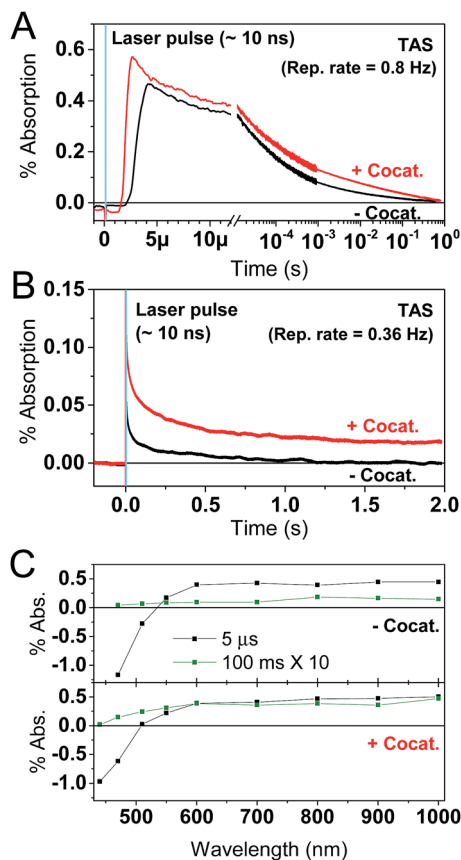 A
Laser pulse (~ 10 ns)
TAS
(Rep. rate = 0.8 Hz)
% Absorption
0.6
0.4
0.2
0.0
+ Cocat.
- Cocat.
0 5µ 10µ 10⁻⁴ 10⁻³ 10⁻² 10⁻¹ 10⁰
Time (s)
B
Laser pulse
(~ 10 ns)
TAS
(Rep. rate = 0.36 Hz)
% Absorption
0.15
0.10
0.05
0.00
+ Cocat.
- Cocat.
0.0 0.5 1.0 1.5 2.0
Time (s)
C
% Abs.
0.5
0.0
-0.5
-1.0
- Cocat.
5 µs
100 ms X 10
% Abs.
0.5
0.0
-0.5
-1.0
+ Cocat.
500 600 700 800 900 1000
Wavelength (nm)